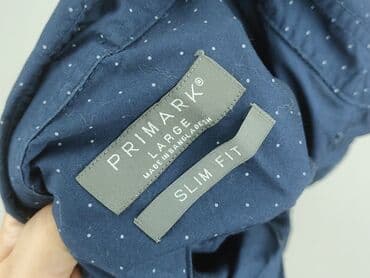 PRIMARK®
LARGE
MADE IN BANGLADESH
SLIM FIT